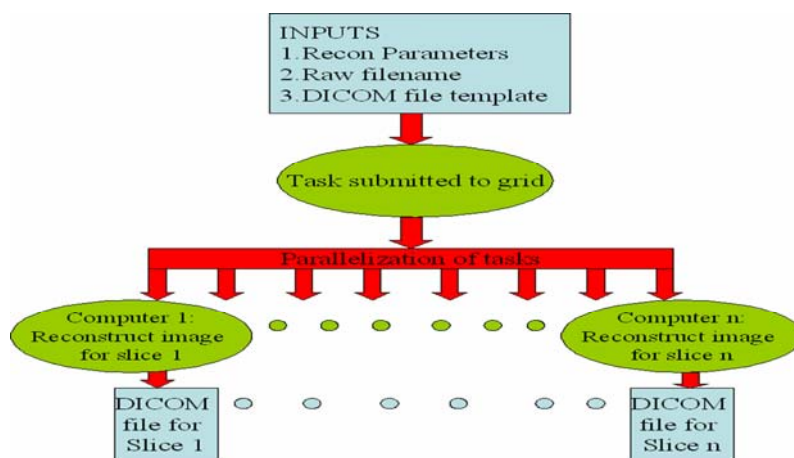 INPUTS
1.Recon Parameters
2.Raw filename
3.DICOM file template
Task submitted to grid
Parallelization of tasks
Computer 1:
Reconstruct image
for slice 1
Computer n:
Reconstruct image
for slice n
DICOM
file for
Slice 1
DICOM
file for
Slice n